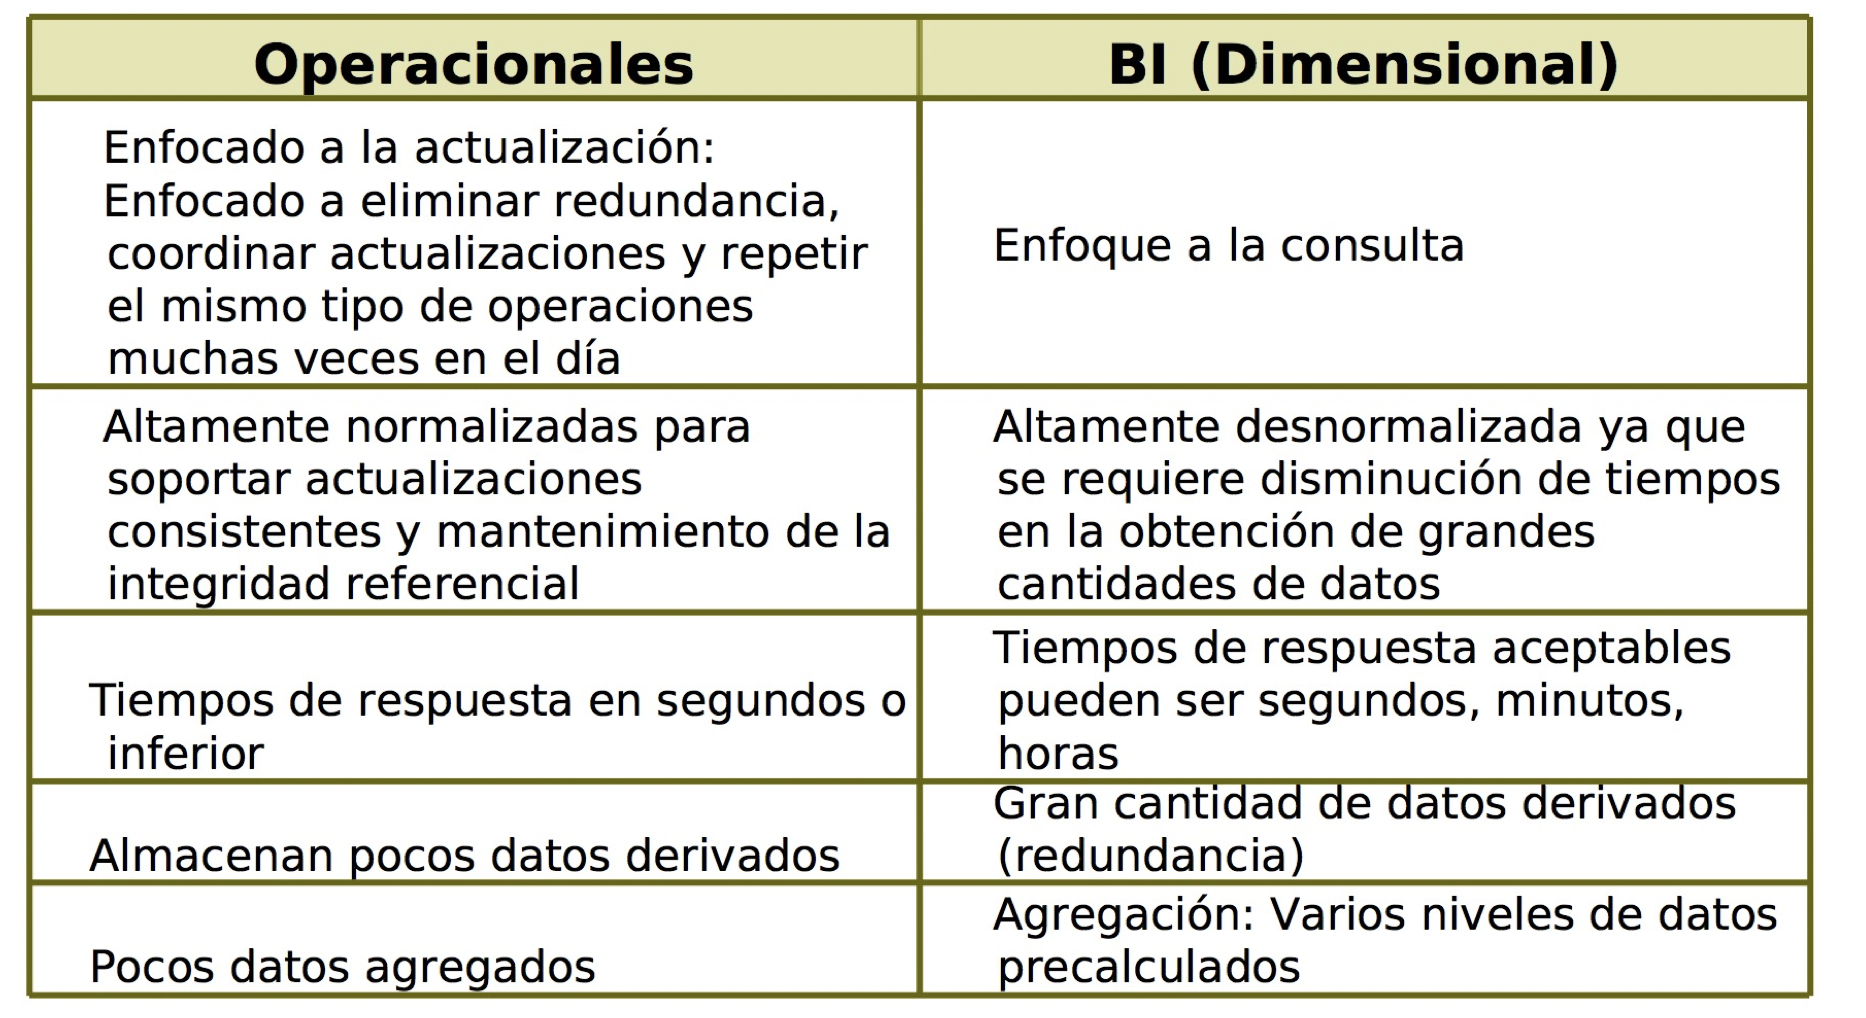 Operacionales
BI (Dimensional)
Enfocado a la actualización:
Enfocado a eliminar redundancia,
coordinar actualizaciones y repetir
el mismo tipo de operaciones
muchas veces en el día
Enfoque a la consulta
Altamente normalizadas para
soportar actualizaciones
consistentes y mantenimiento de la
integridad referencial
Altamente desnormalizada ya que
se requiere disminución de tiempos
en la obtención de grandes
cantidades de datos
Tiempos de respuesta en segundos o
inferior
Tiempos de respuesta aceptables
pueden ser segundos, minutos,
horas
Almacenan pocos datos derivados
Gran cantidad de datos derivados
(redundancia)
Pocos datos agregados
Agregación: Varios niveles de datos
precalculados